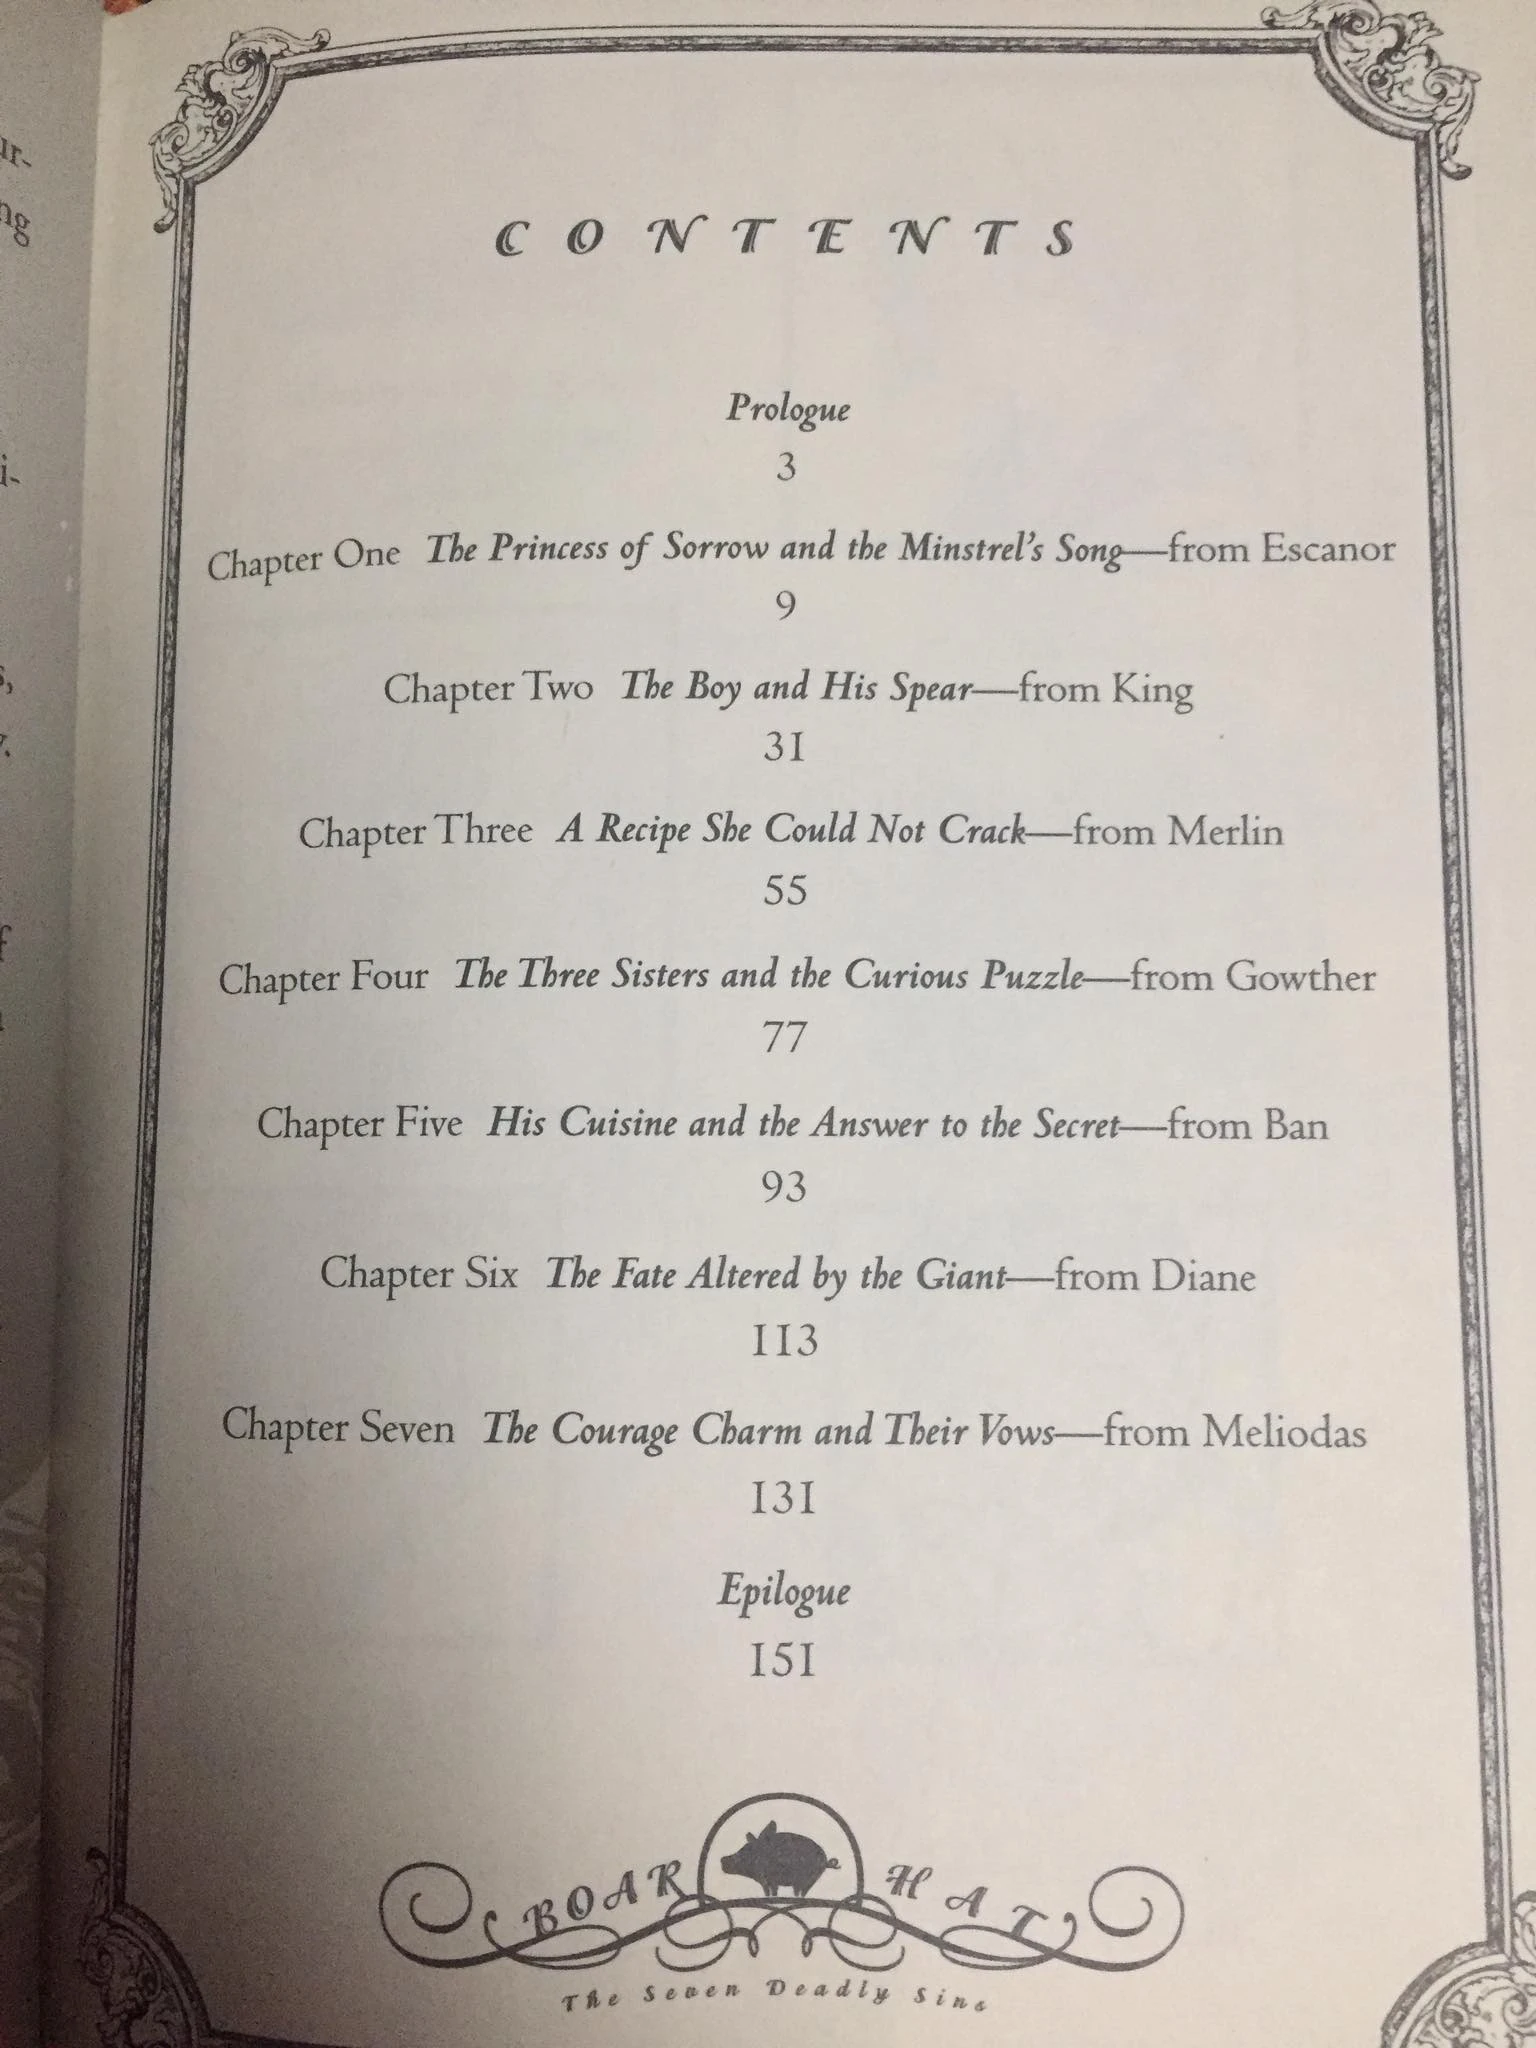 CONTENTS
Prologue
3
Chapter One The Princess of Sorrow and the Minstrel's Song—from Escanor
9
Chapter Two The Boy and His Spear—from King
31
Chapter Three A Recipe She Could Not Crack—from Merlin
55
Chapter Four The Three Sisters and the Curious Puzzle—from Gowther
77
Chapter Five His Cuisine and the Answer to the Secret—from Ban
93
Chapter Six The Fate Altered by the Giant—from Diane
113
Chapter Seven The Courage Charm and Their Vows—from Meliodas
131
Epilogue
151
BOAR HAT
The Seven Deadly Sins